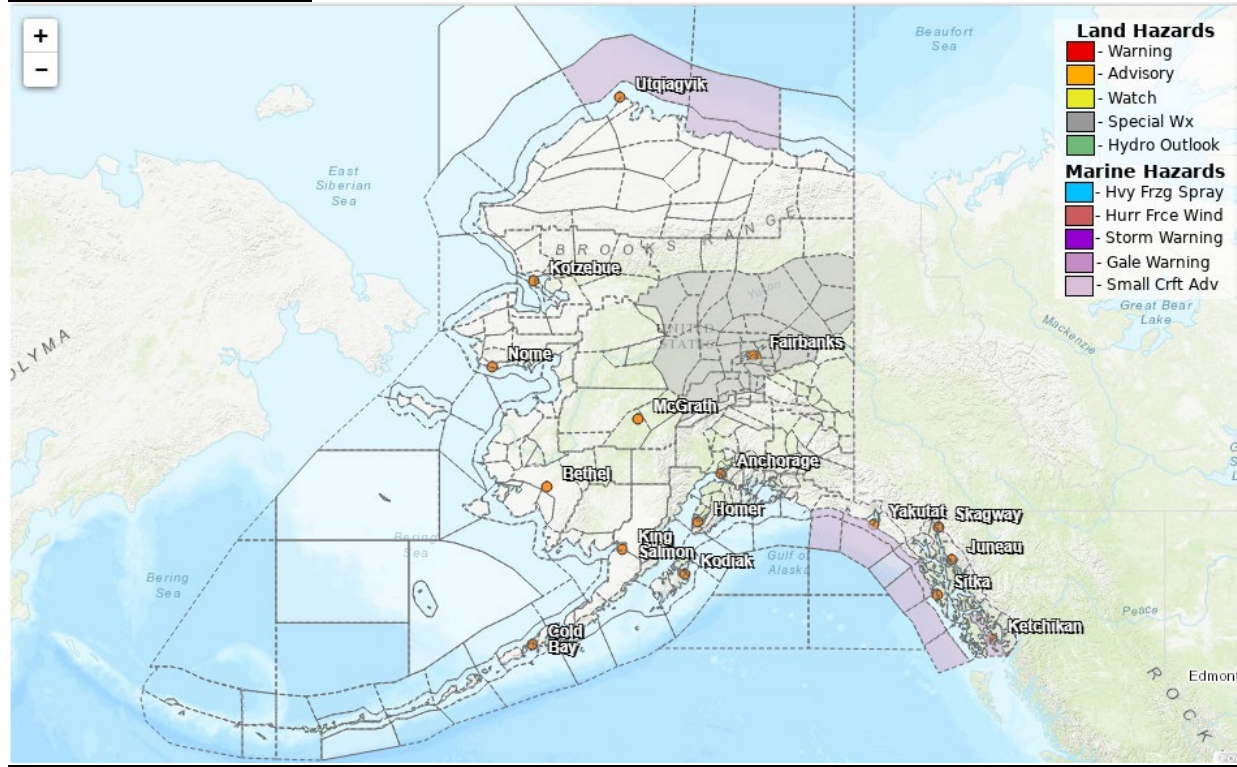 +
−
Beaufort
Sea
Land Hazards
- Warning
- Advisory
- Watch
- Special Wx
- Hydro Outlook
Marine Hazards
- Hvy Frzg Spray
- Hurr Frce Wind
- Storm Warning
- Gale Warning
- Small Crft Adv
Utqiagvik
East
Siberian
Sea
BROOKS RANGE
Kotzebue
Yukon
Great Bear
Lake
Mackenzie
UNITED
STATES
OLYMA
Nome
Fairbanks
McGrath
Bethel
Anchorage
Homer
Yakutat
Skagway
King
Salmon
Kodiak
Juneau
Bering
Sea
Gulf of
Alaska
Bering
Sea
Sitka
Peace
Cold
Bay
Ketchikan
Edmont
ROCK